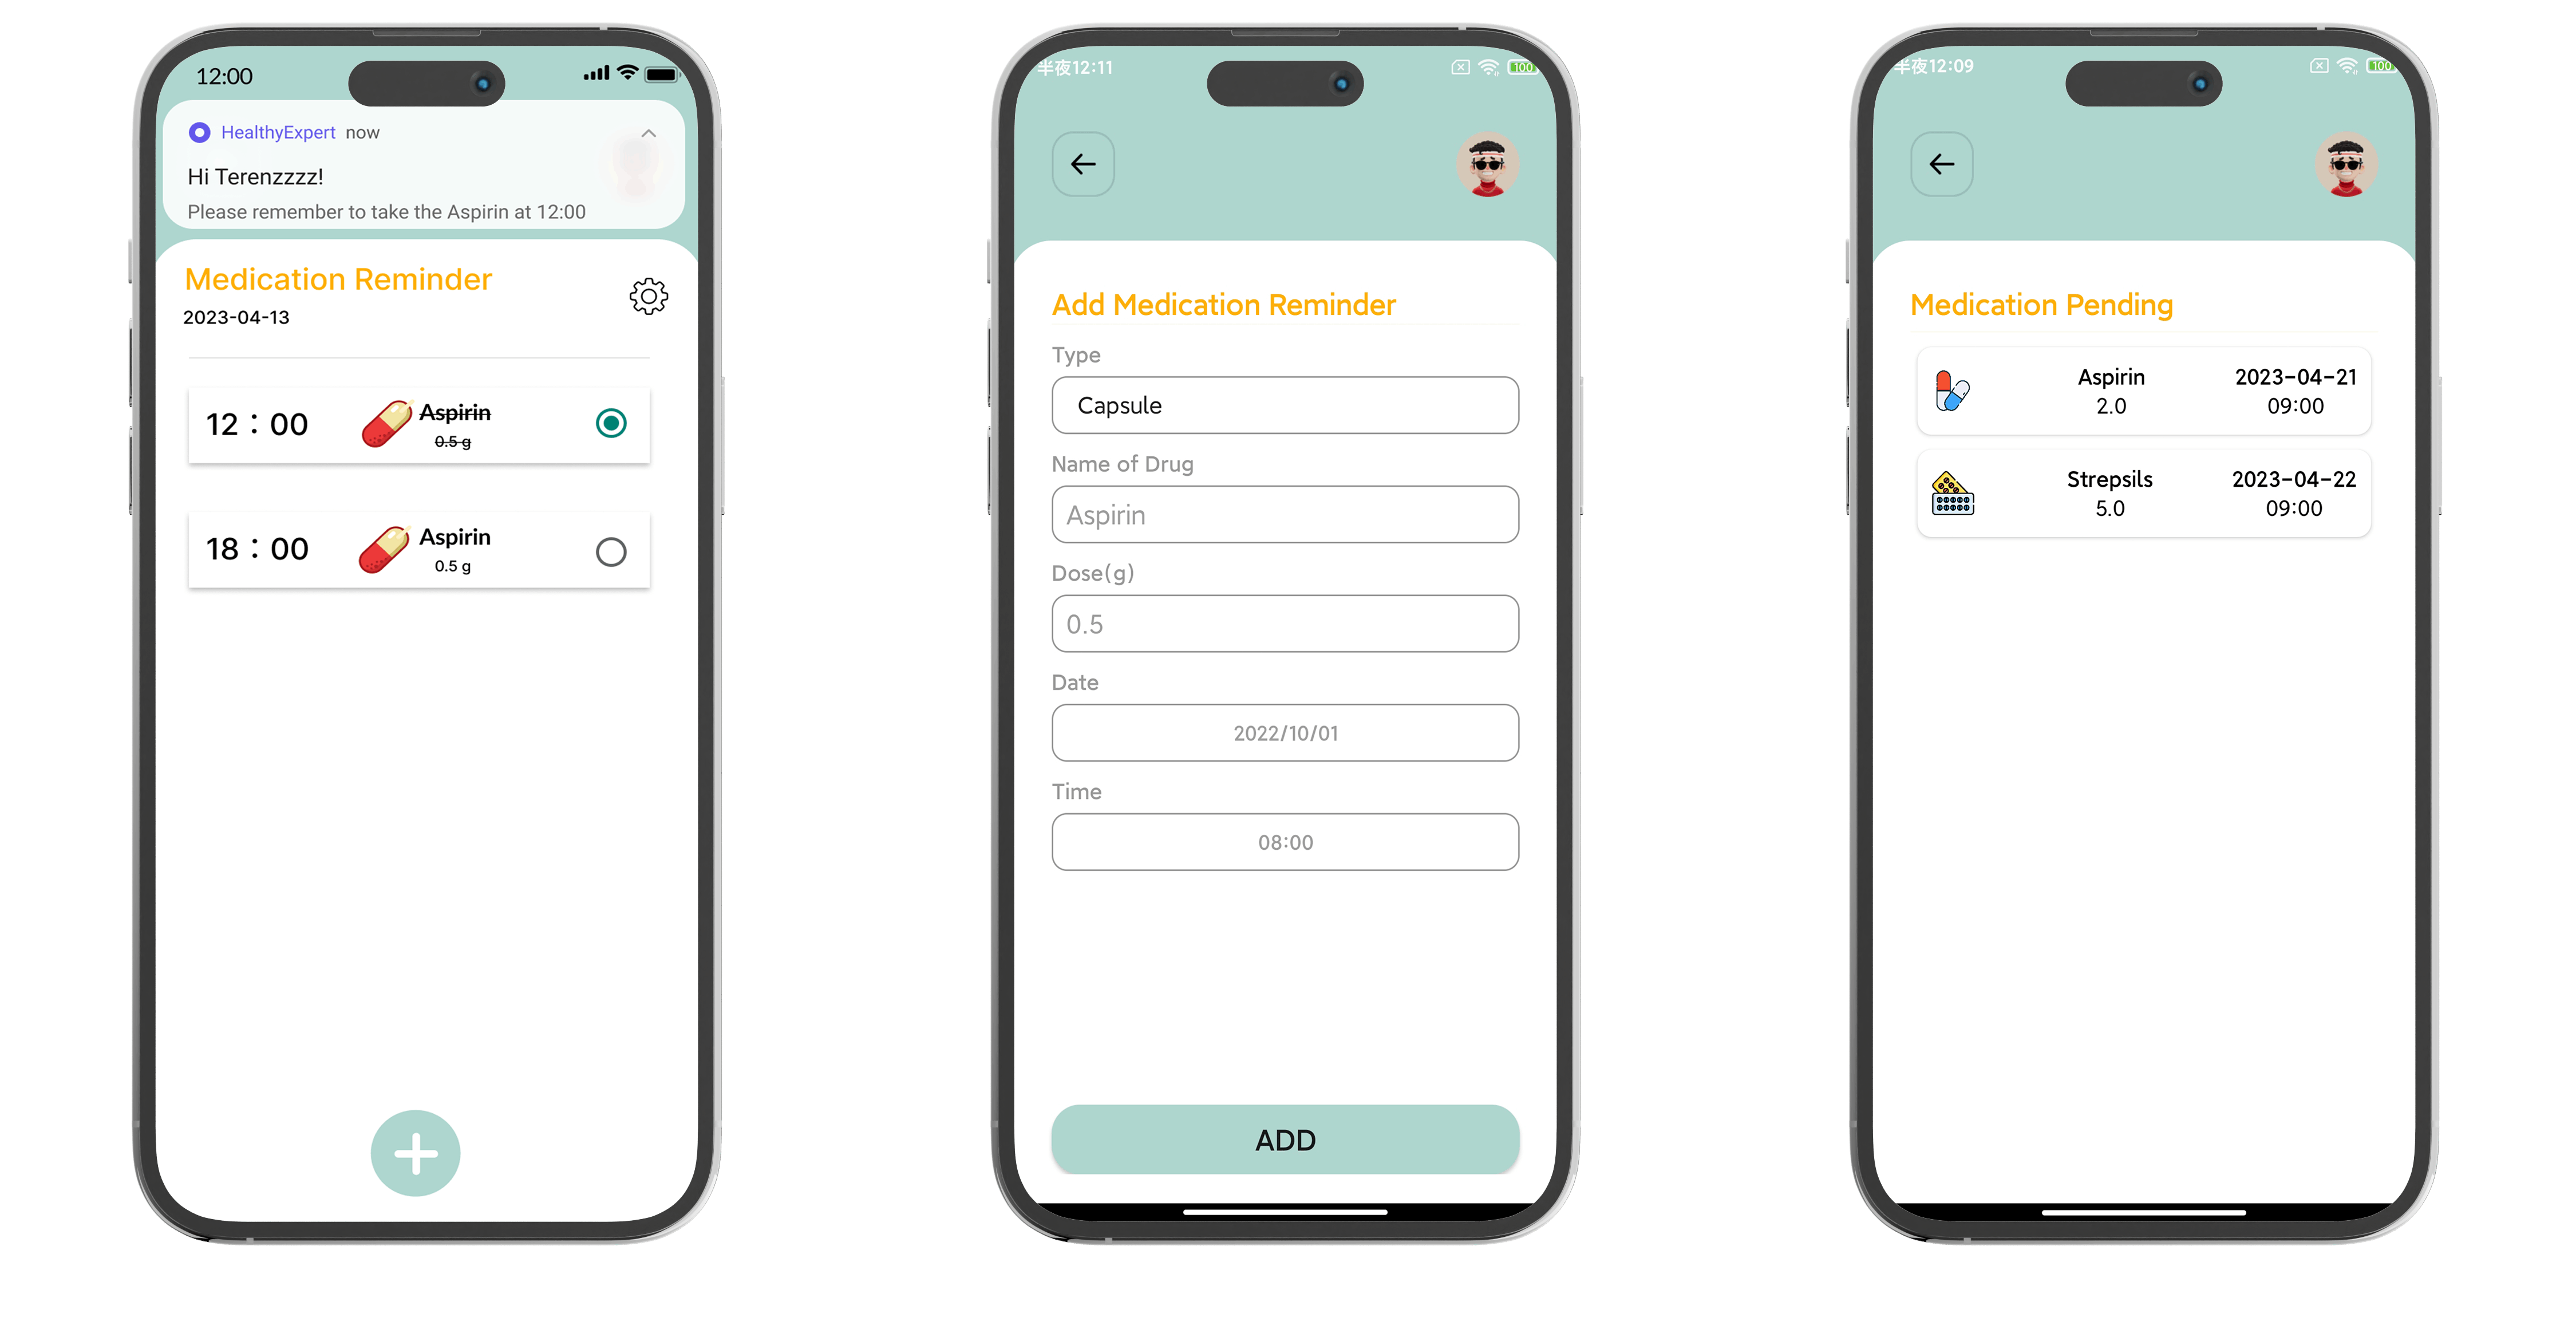 12:00
HealthyExpert now
Hi Terenzzzz!
Please remember to take the Aspirin at 12:00
Medication Reminder
2023-04-13
12 : 00
Aspirin
0.5 g
18 : 00
Aspirin
0.5 g
半夜12:11
100
Add Medication Reminder
Type
Capsule
Name of Drug
Aspirin
Dose(g)
0.5
Date
2022/10/01
Time
08:00
ADD
半夜12:09
100
Medication Pending
Aspirin
2023-04-21
2.0
09:00
Strepsils
2023-04-22
5.0
09:00